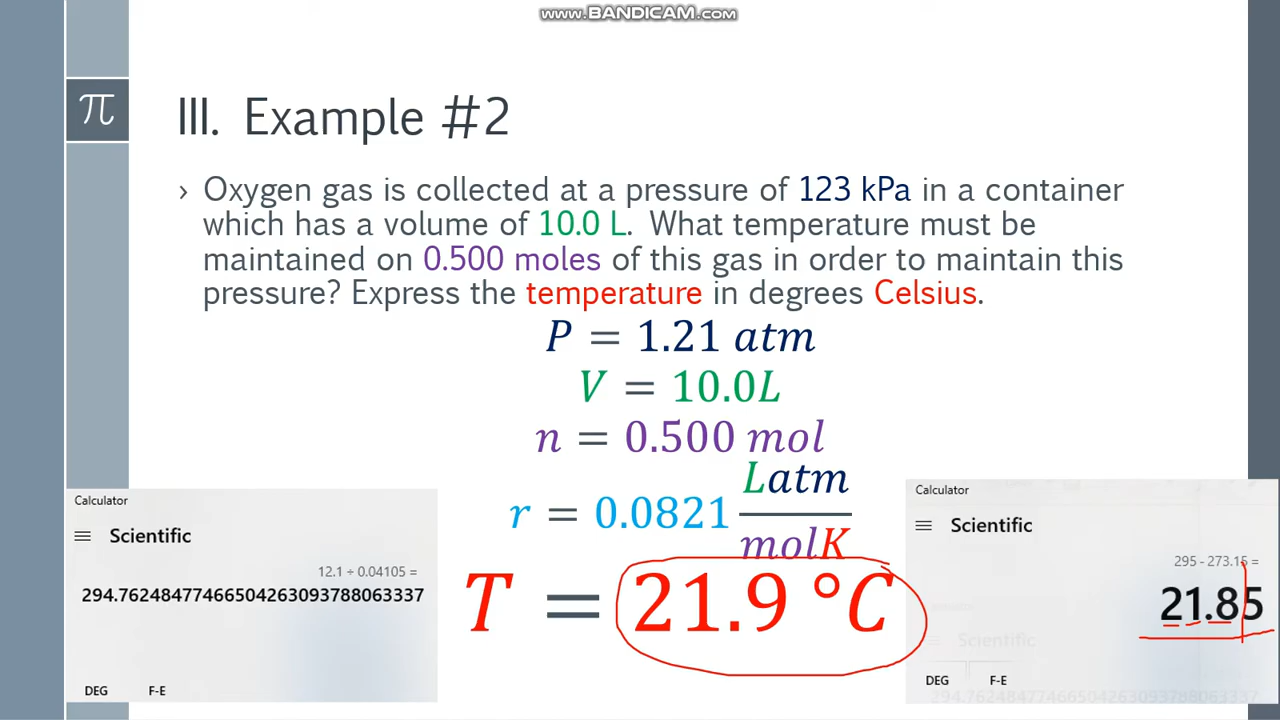 www.BANDICAM.com
π
III. Example #2
› Oxygen gas is collected at a pressure of 123 kPa in a container
which has a volume of 10.0 L. What temperature must be
maintained on 0.500 moles of this gas in order to maintain this
pressure? Express the temperature in degrees Celsius.
P = 1.21 atm
V = 10.0L
n = 0.500 mol
r = 0.0821 Latm/molK
T = 21.9 °C
Calculator
Scientific
12.1 ÷ 0.04105 =
294.76248477466504263093788063337
DEG F-E
Calculator
Scientific
295 - 273.15 =
21.85
Scientific
DEG F-E
294.76248477466504263093788063337